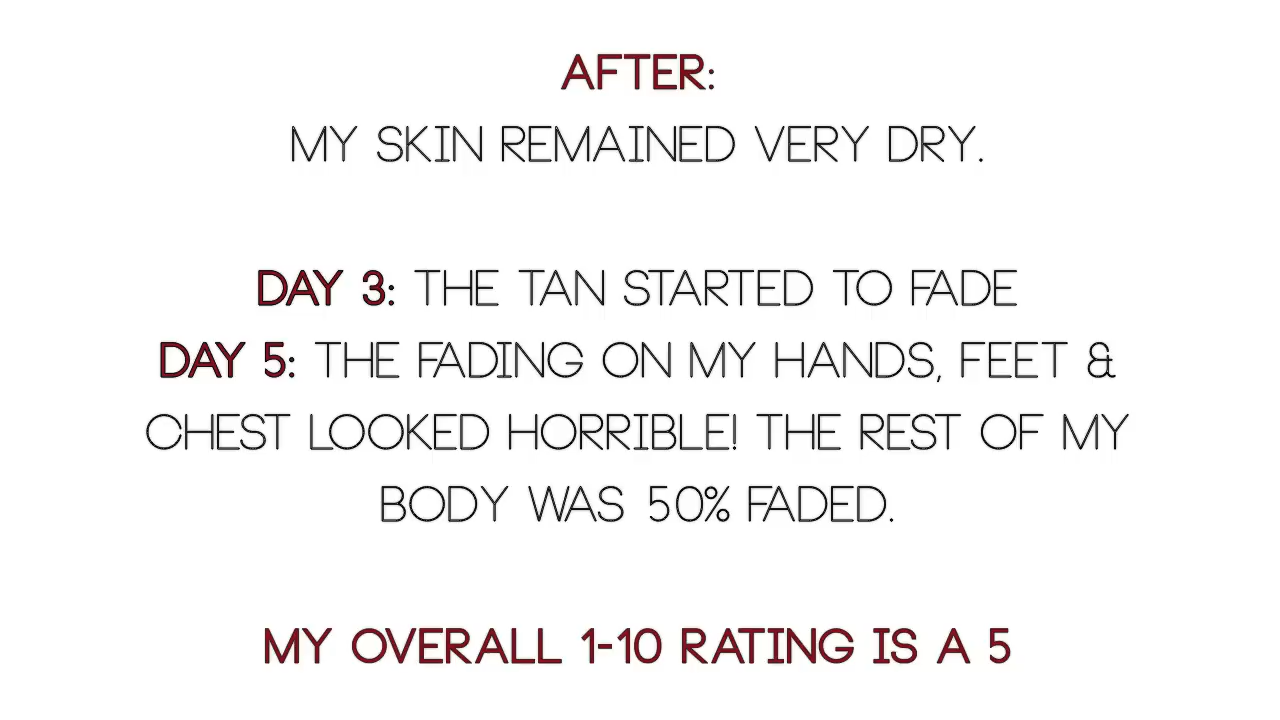 AFTER:
MY SKIN REMAINED VERY DRY.
DAY 3: THE TAN STARTED TO FADE
DAY 5: THE FADING ON MY HANDS, FEET &
CHEST LOOKED HORRIBLE! THE REST OF MY
BODY WAS 50% FADED.
MY OVERALL 1-10 RATING IS A 5